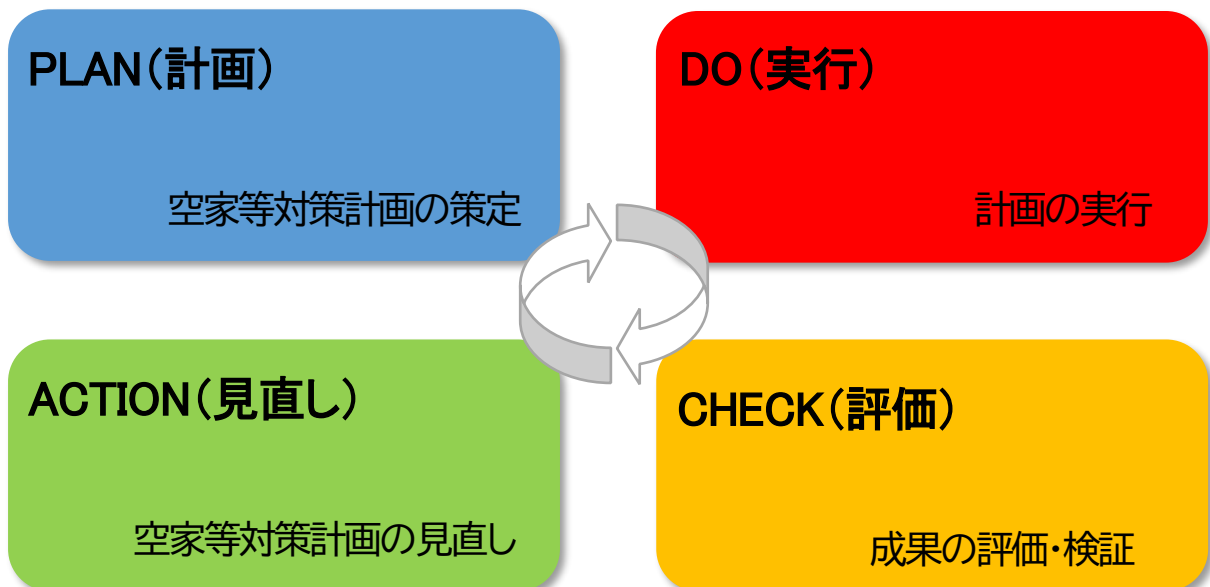 PLAN（計画）
空家等対策計画の策定
DO（実行）
計画の実行
ACTION（見直し）
空家等対策計画の見直し
CHECK（評価）
成果の評価・検証